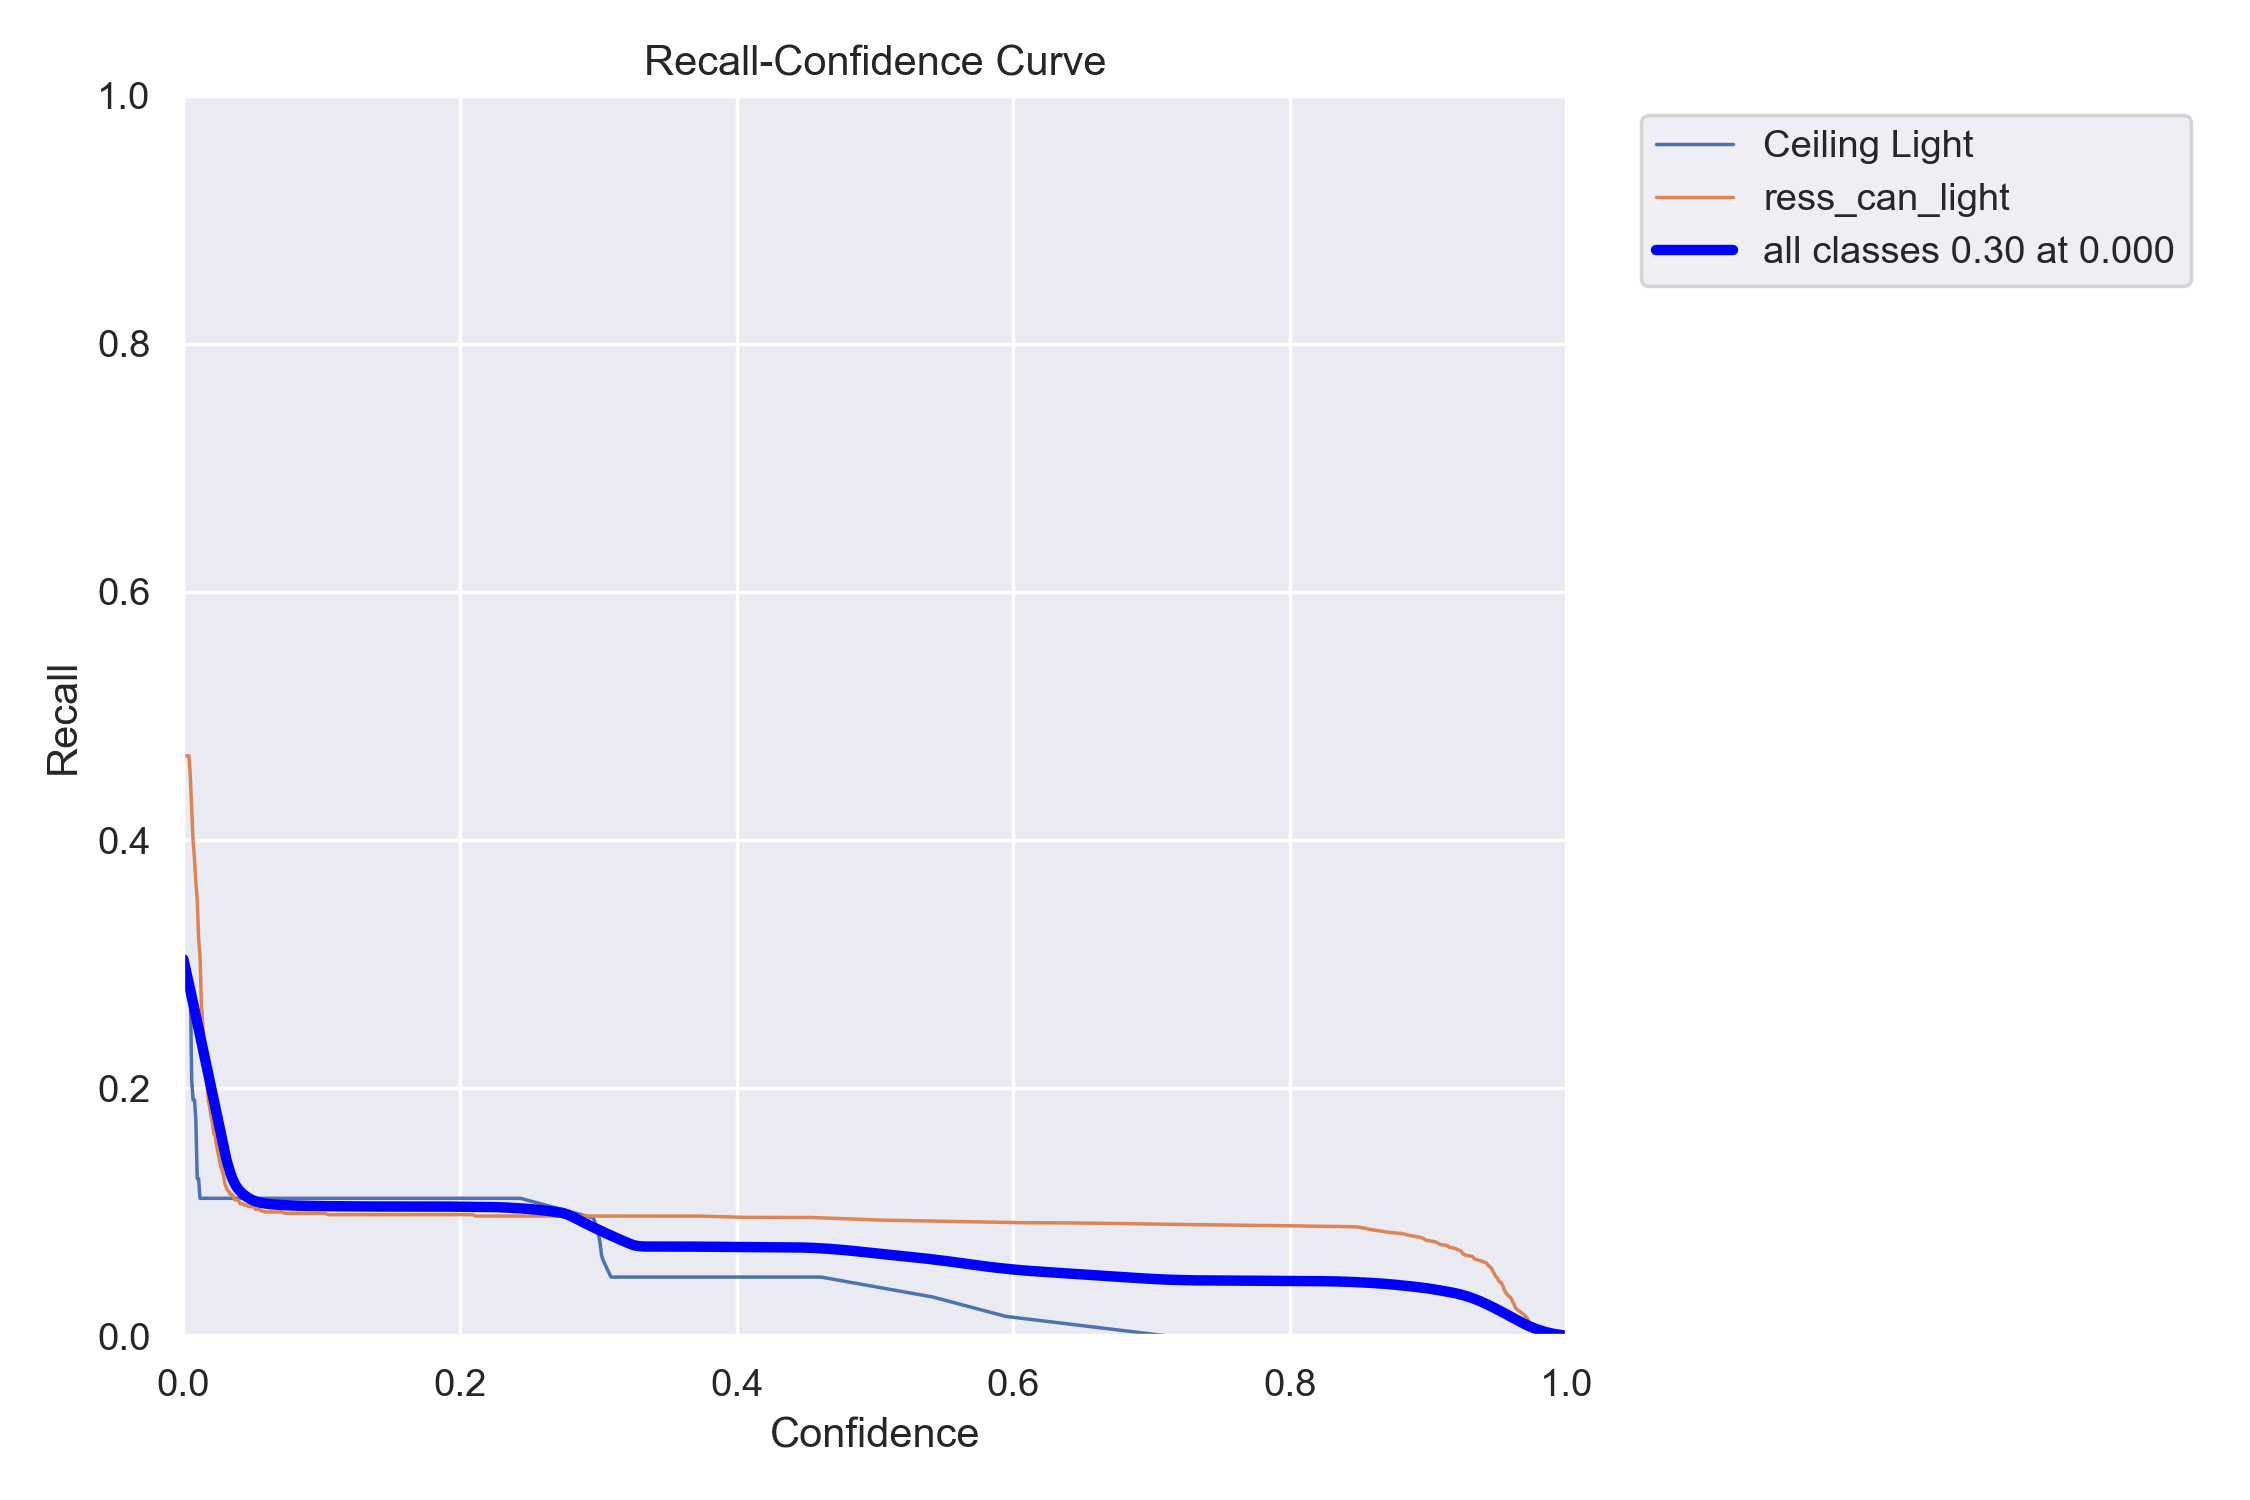 Recall-Confidence Curve
1.0
0.8
0.6
0.4
0.2
0.0
Recall
0.0 0.2 0.4 0.6 0.8 1.0
Confidence
Ceiling Light
ress_can_light
all classes 0.30 at 0.000